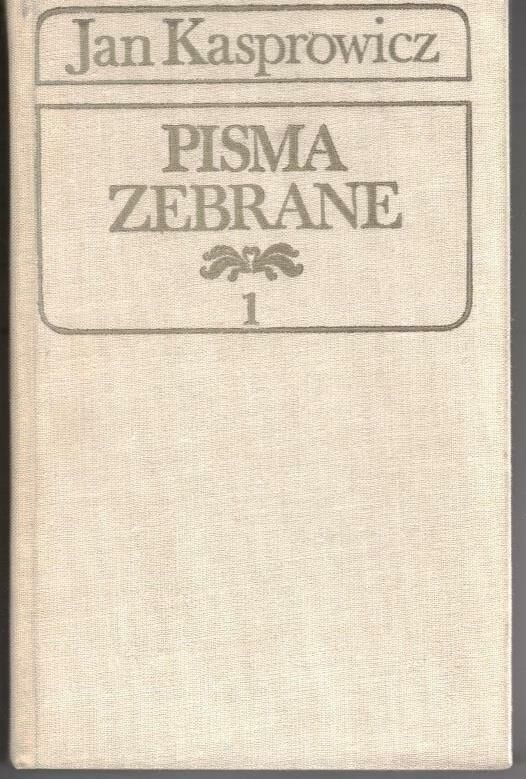 Jan Kasprowicz
PISMA
ZEBRANE
1